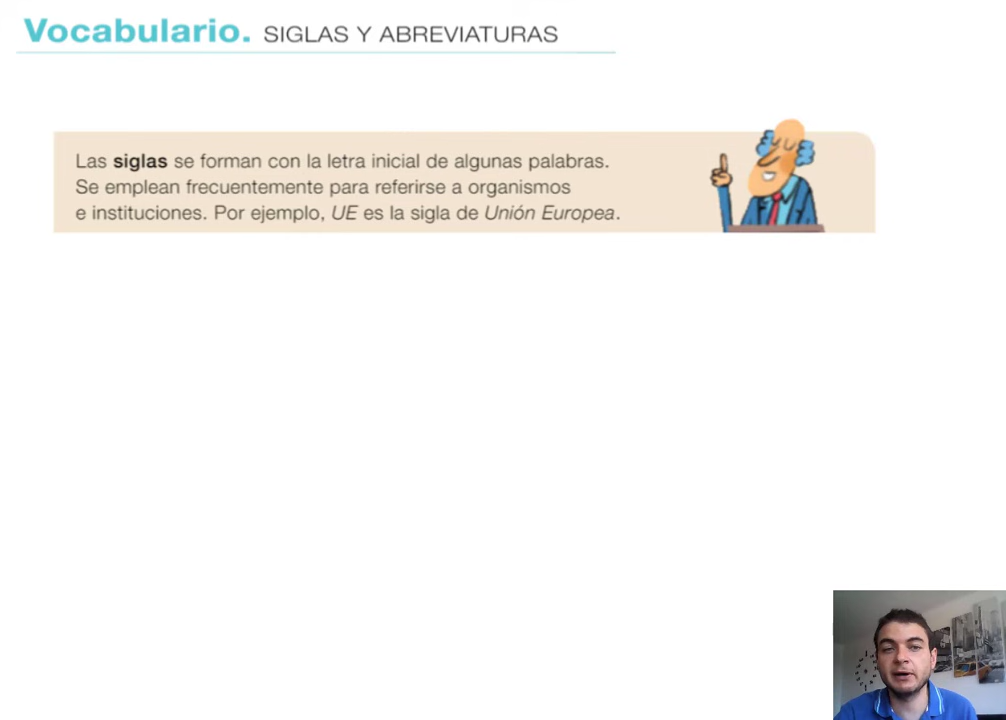 Vocabulario. SIGLAS Y ABREVIATURAS
Las siglas se forman con la letra inicial de algunas palabras.
Se emplean frecuentemente para referirse a organismos
e instituciones. Por ejemplo, UE es la sigla de Unión Europea.